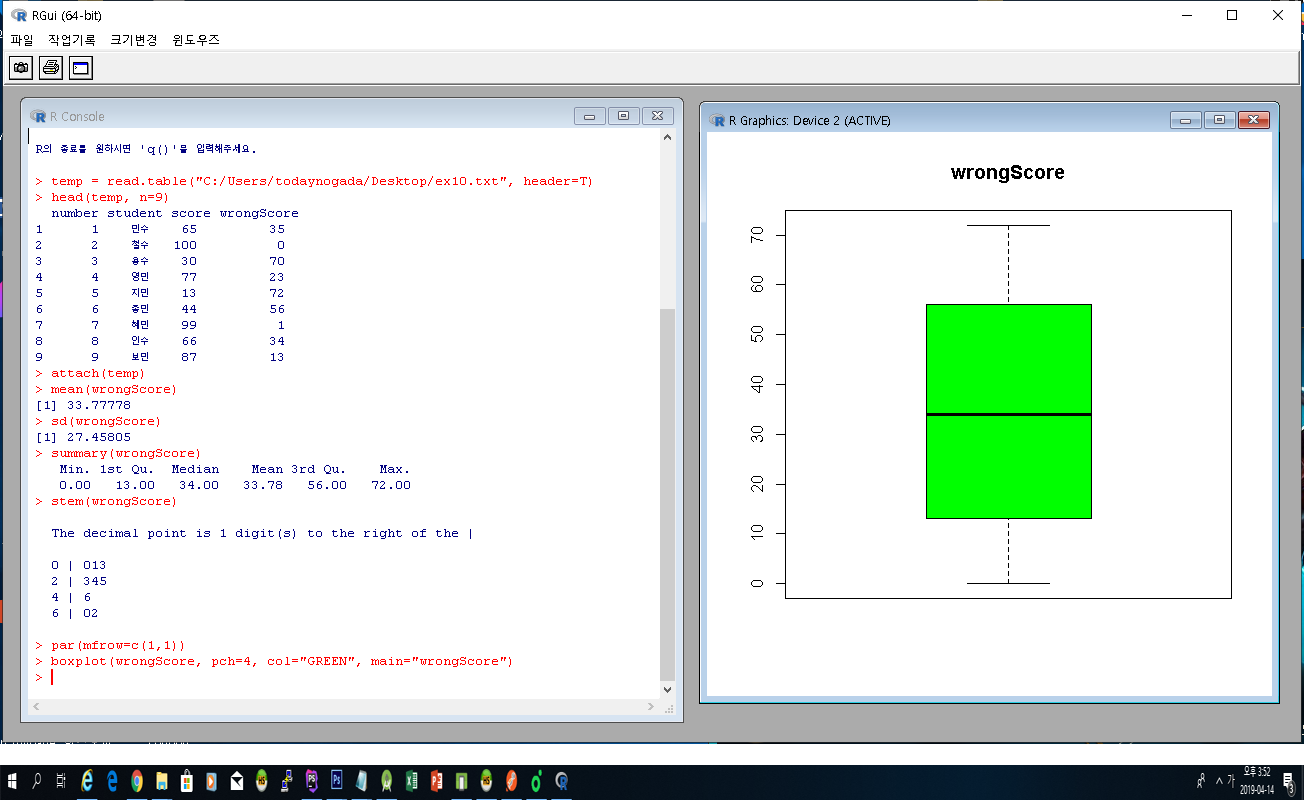 RGui (64-bit)
파일 작업기록 크기변경 윈도우즈
R Console
R의 종료를 원하시면 'q()'을 입력해주세요.
> temp = read.table("C:/Users/todaynogada/Desktop/ex10.txt", header=T)
> head(temp, n=9)
  number student score wrongScore
1      1    민수    65         35
2      2    철수   100          0
3      3    용수    30         70
4      4    영민    77         23
5      5    지민    13         72
6      6    종민    44         56
7      7    혜민    99          1
8      8    인수    66         34
9      9    보민    87         13
> attach(temp)
> mean(wrongScore)
[1] 33.77778
> sd(wrongScore)
[1] 27.45805
> summary(wrongScore)
   Min. 1st Qu.  Median    Mean 3rd Qu.    Max.
   0.00   13.00   34.00   33.78   56.00   72.00
> stem(wrongScore)
  The decimal point is 1 digit(s) to the right of the |
  0 | 013
  2 | 345
  4 | 6
  6 | 02
> par(mfrow=c(1,1))
> boxplot(wrongScore, pch=4, col="GREEN", main="wrongScore")
>
R Graphics: Device 2 (ACTIVE)
wrongScore
70
60
50
40
30
20
10
0
가
오후 3:52
2019-04-14
3